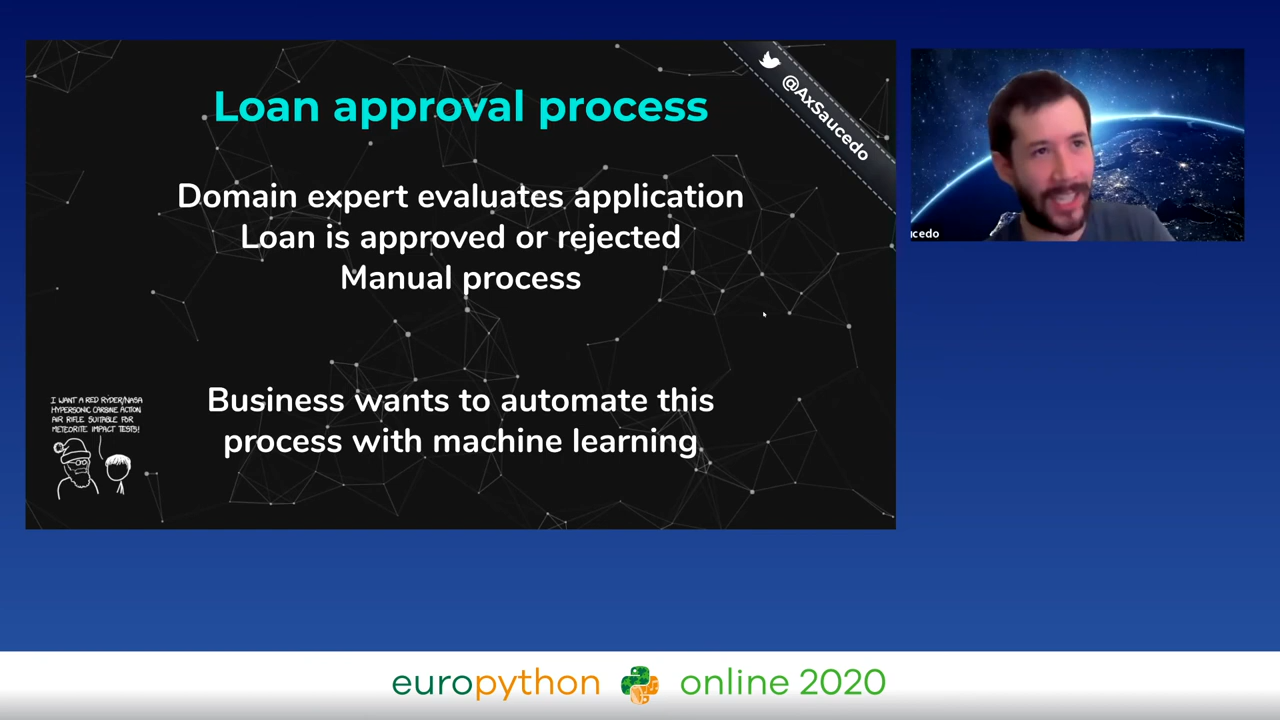 Loan approval process
@AxSaucedo
Domain expert evaluates application
Loan is approved or rejected
Manual process
Business wants to automate this
process with machine learning
I WANT A RED RYDER/NASA
HYPERSONIC CARBINE ACTION
AIR RIFLE SUITABLE FOR
METEORITE IMPACT TESTS!
cedo
europython online 2020